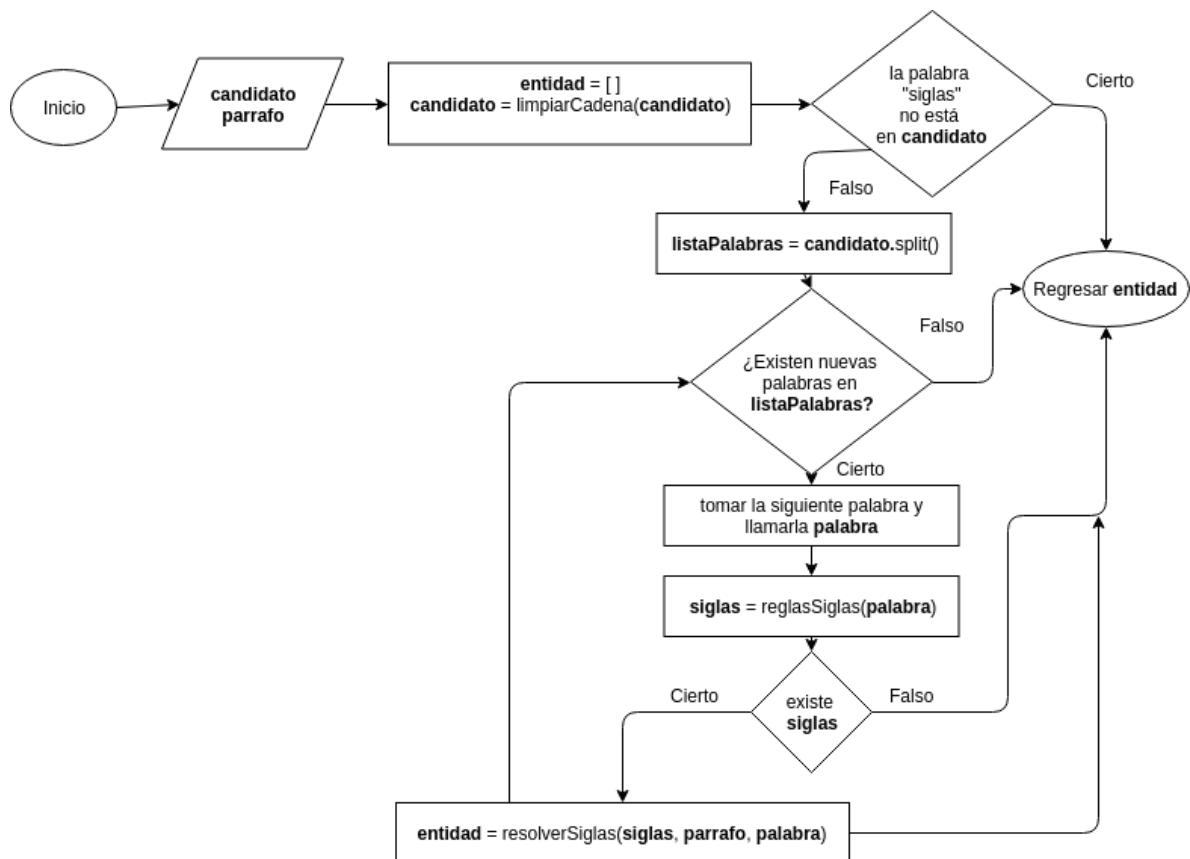 Inicio
candidato
parrafo
entidad = [ ]
candidato = limpiarCadena(candidato)
la palabra
"siglas"
no está
en candidato
Cierto
Falso
listaPalabras = candidato.split()
Regresar entidad
Falso
¿Existen nuevas
palabras en
listaPalabras?
Cierto
tomar la siguiente palabra y
llamarla palabra
siglas = reglasSiglas(palabra)
Cierto
existe
siglas
Falso
entidad = resolverSiglas(siglas, parrafo, palabra)